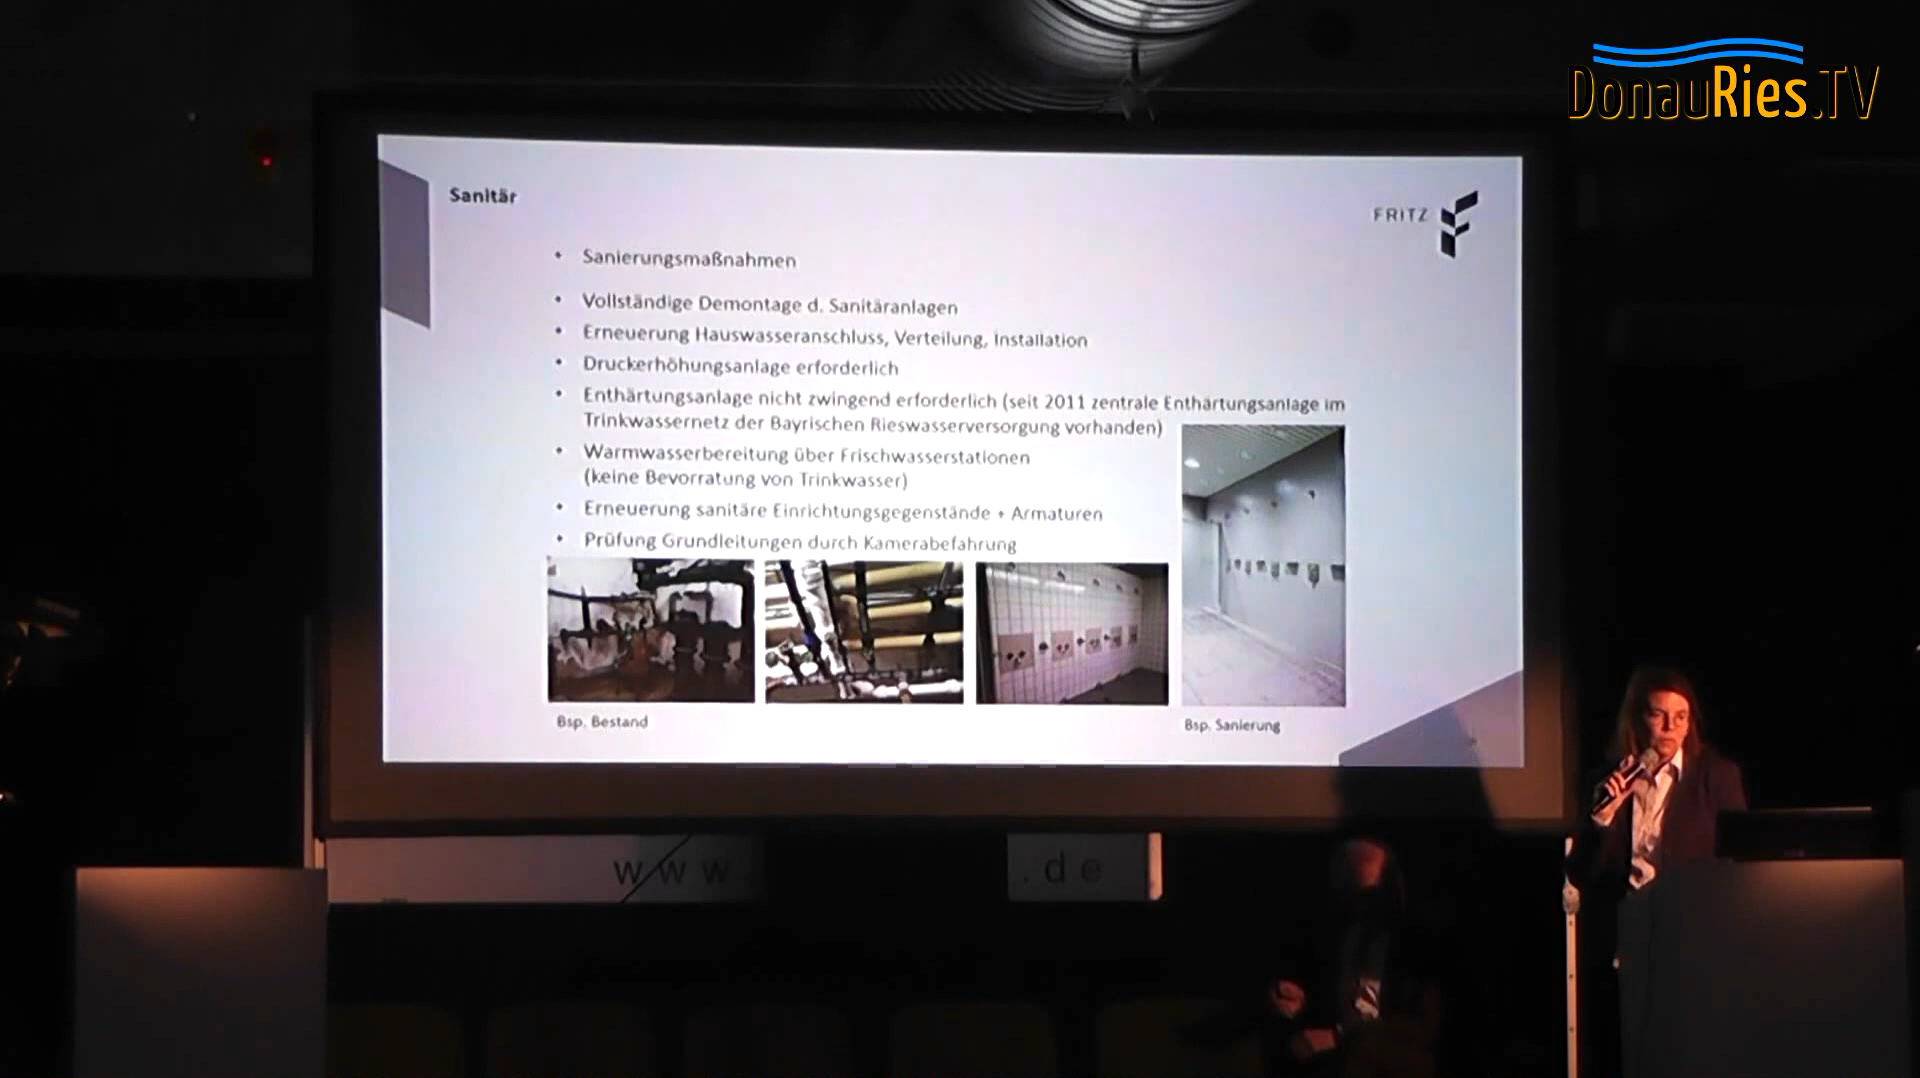 DonauRies.TV
Sanitär
FRITZ
• Sanierungsmaßnahmen
• Vollständige Demontage d. Sanitäranlagen
• Erneuerung Hauswasseranschluss, Verteilung, Installation
• Druckerhöhungsanlage erforderlich
• Enthärtungsanlage nicht zwingend erforderlich (seit 2011 zentrale Enthärtungsanlage im
Trinkwassernetz der Bayrischen Rieswasserversorgung vorhanden)
• Warmwasserbereitung über Frischwasserstationen
(keine Bevorratung von Trinkwasser)
• Erneuerung sanitäre Einrichtungsgegenstände + Armaturen
• Prüfung Grundleitungen durch Kamerabefahrung
Bsp. Bestand
Bsp. Sanierung
www
.de